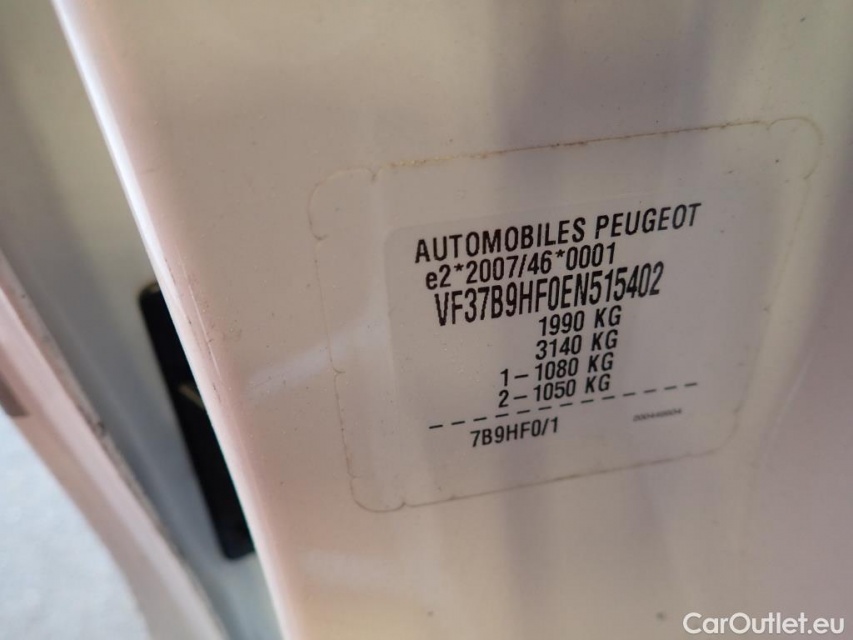 AUTOMOBILES PEUGEOT
e2*2007/46*0001
VF37B9HF0EN515402
1990 KG
3140 KG
1-1080 KG
2-1050 KG
7B9HF0/1
CarOutlet.eu